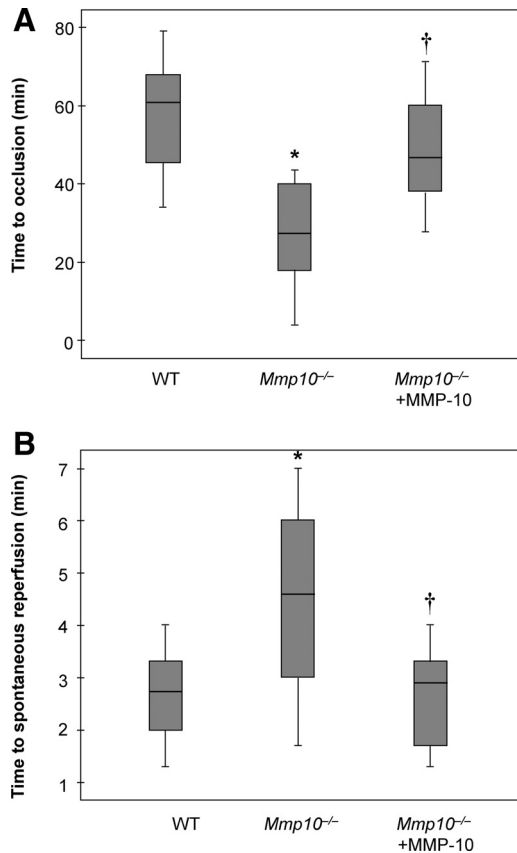 A
Time to occlusion (min)
80
60
40
20
0
†
*
WT
Mmp10⁻/⁻
Mmp10⁻/⁻
+MMP-10
B
Time to spontaneous reperfusion (min)
7
6
5
4
3
2
1
*
†
WT
Mmp10⁻/⁻
Mmp10⁻/⁻
+MMP-10